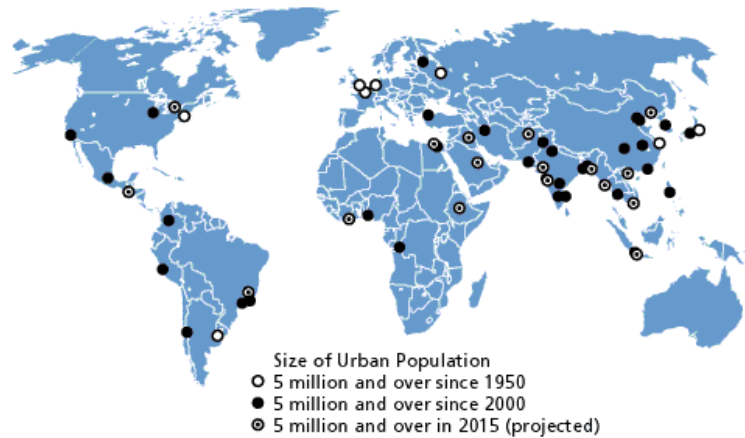 Size of Urban Population
5 million and over since 1950
5 million and over since 2000
5 million and over in 2015 (projected)